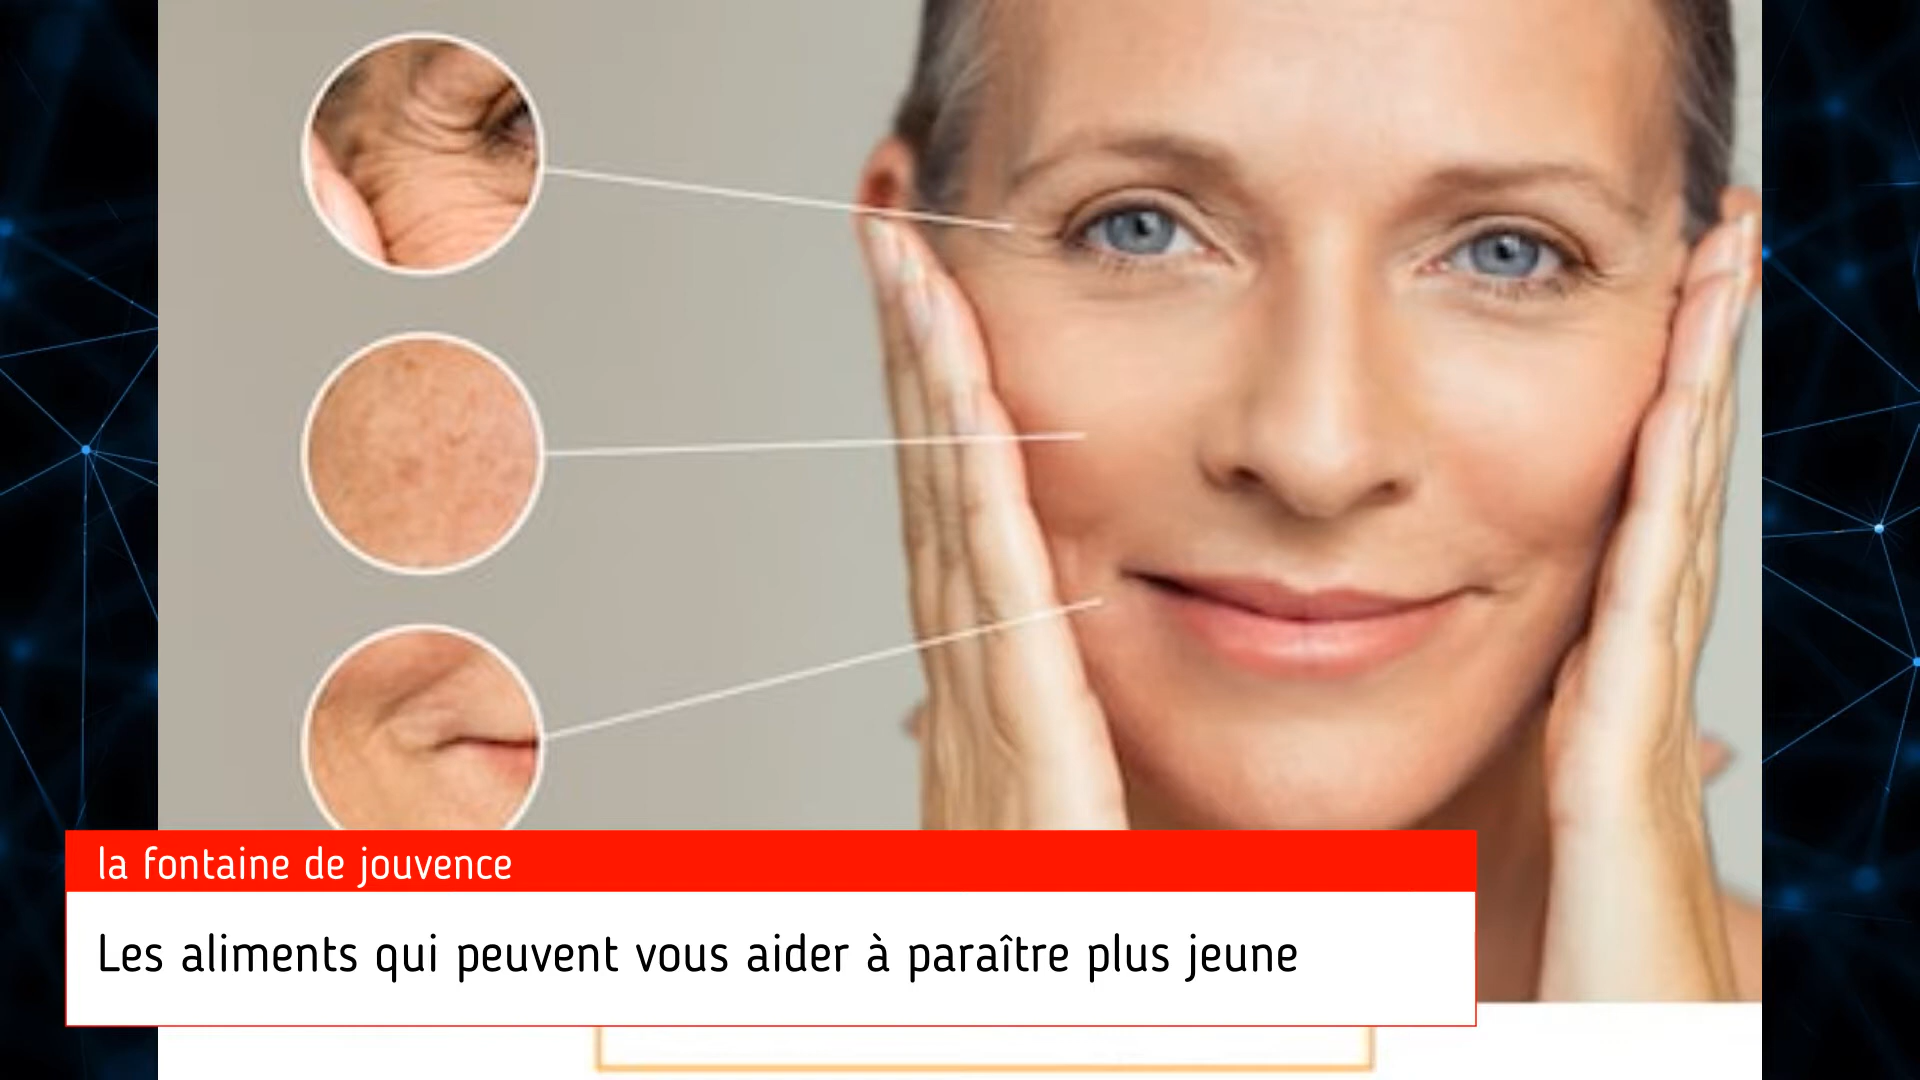 la fontaine de jouvence
Les aliments qui peuvent vous aider à paraître plus jeune